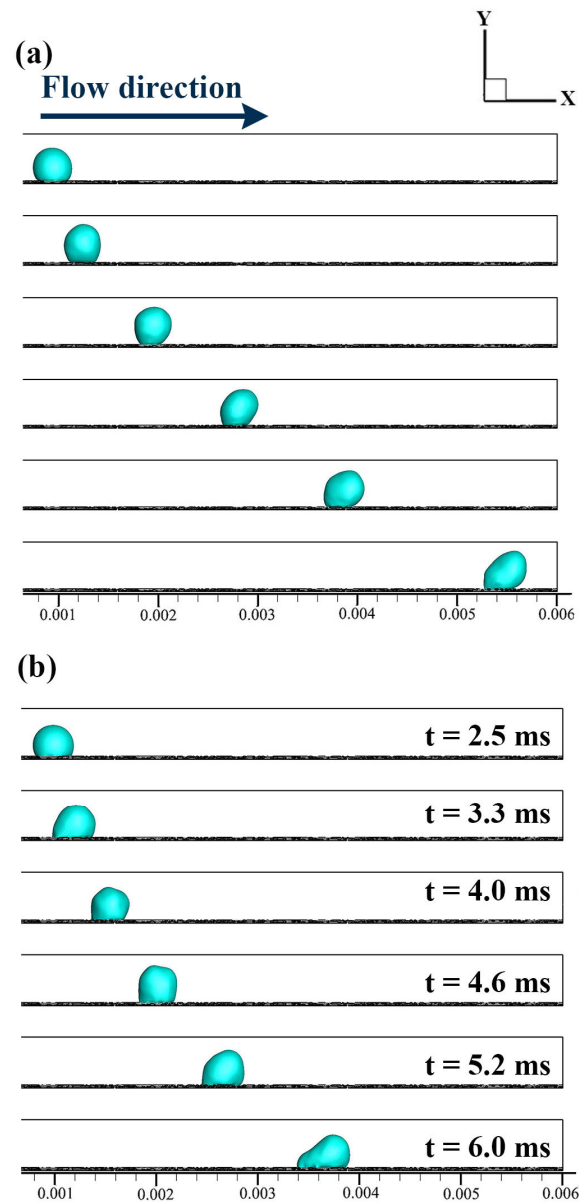 (a)
Y
Flow direction
X
0.001 0.002 0.003 0.004 0.005 0.006
(b)
t = 2.5 ms
t = 3.3 ms
t = 4.0 ms
t = 4.6 ms
t = 5.2 ms
t = 6.0 ms
0.001 0.002 0.003 0.004 0.005 0.006